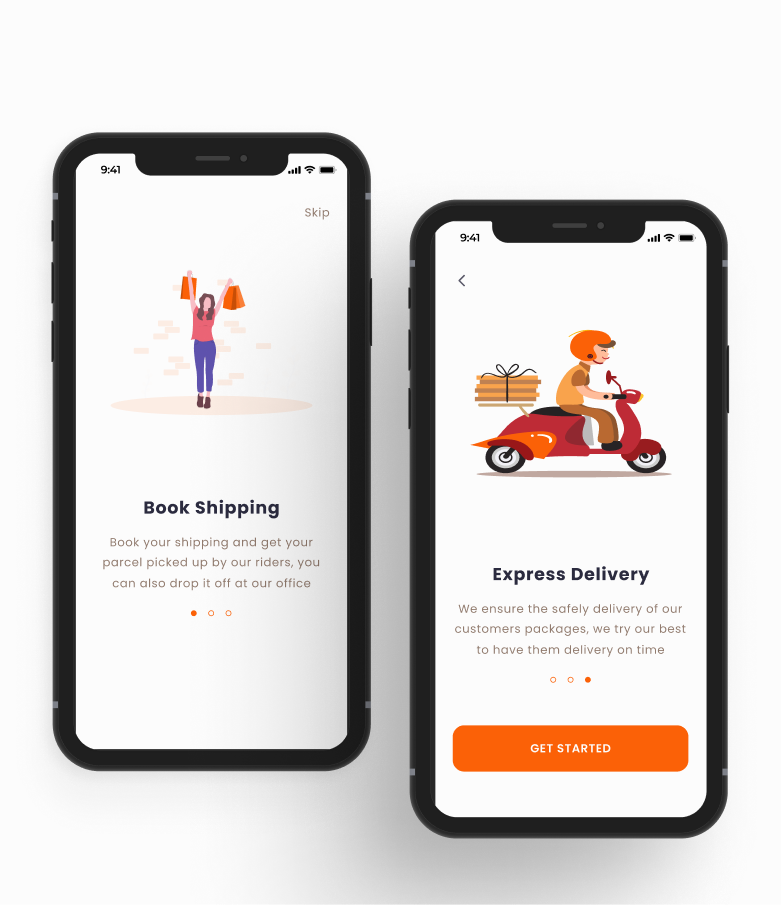 9:41
Skip
Book Shipping
Book your shipping and get your
parcel picked up by our riders, you
can also drop it off at our office
9:41
Express Delivery
We ensure the safely delivery of our
customers packages, we try our best
to have them delivery on time
GET STARTED